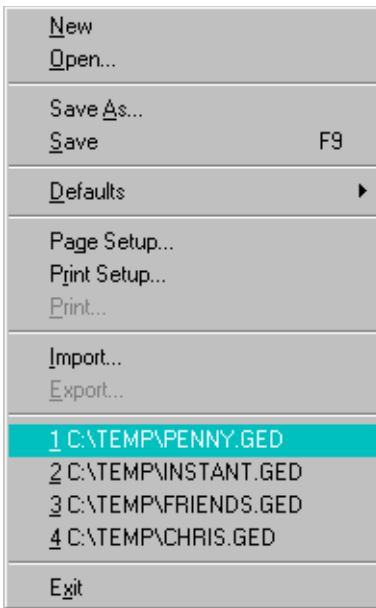 New
Open...
Save As...
Save F9
Defaults
Page Setup...
Print Setup...
Print...
Import...
Export...
1 C:\TEMP\PENNY.GED
2 C:\TEMP\INSTANT.GED
3 C:\TEMP\FRIENDS.GED
4 C:\TEMP\CHRIS.GED
Exit